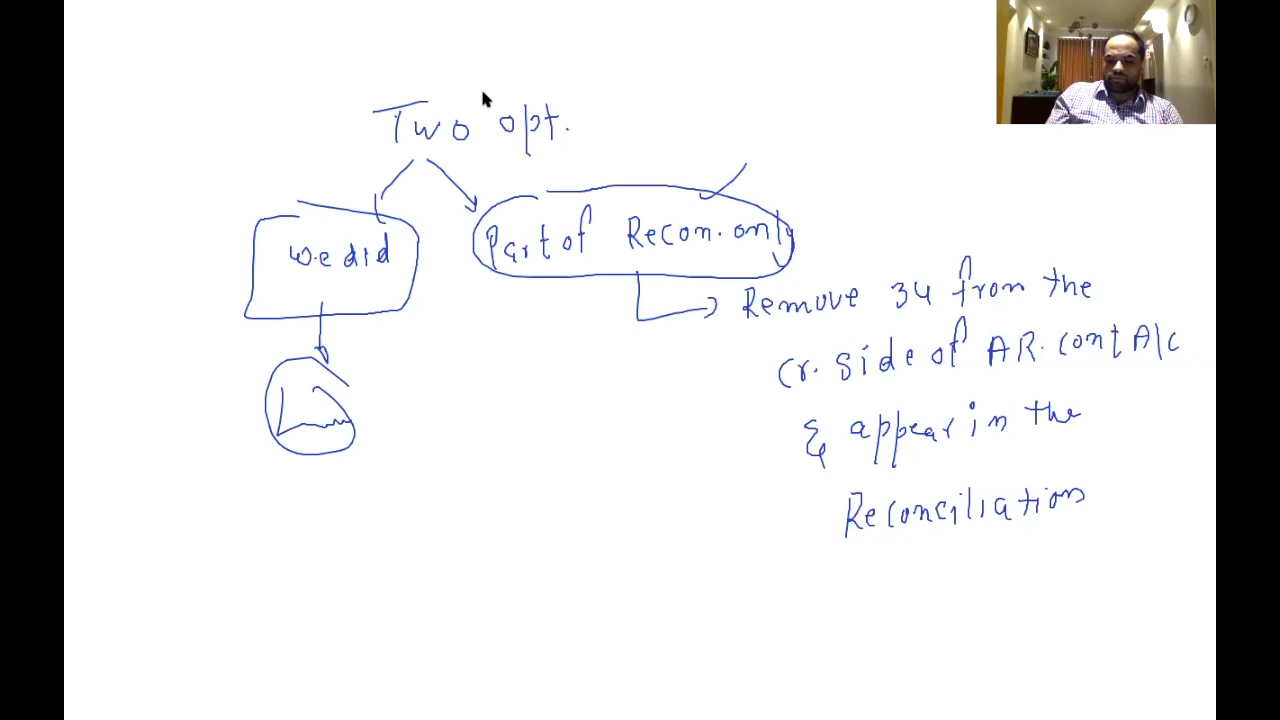 Two opt.
we did
Part of Recon. only
Remove 34 from the
Cr. side of AR. cont A/c
& appear in the
Reconciliation